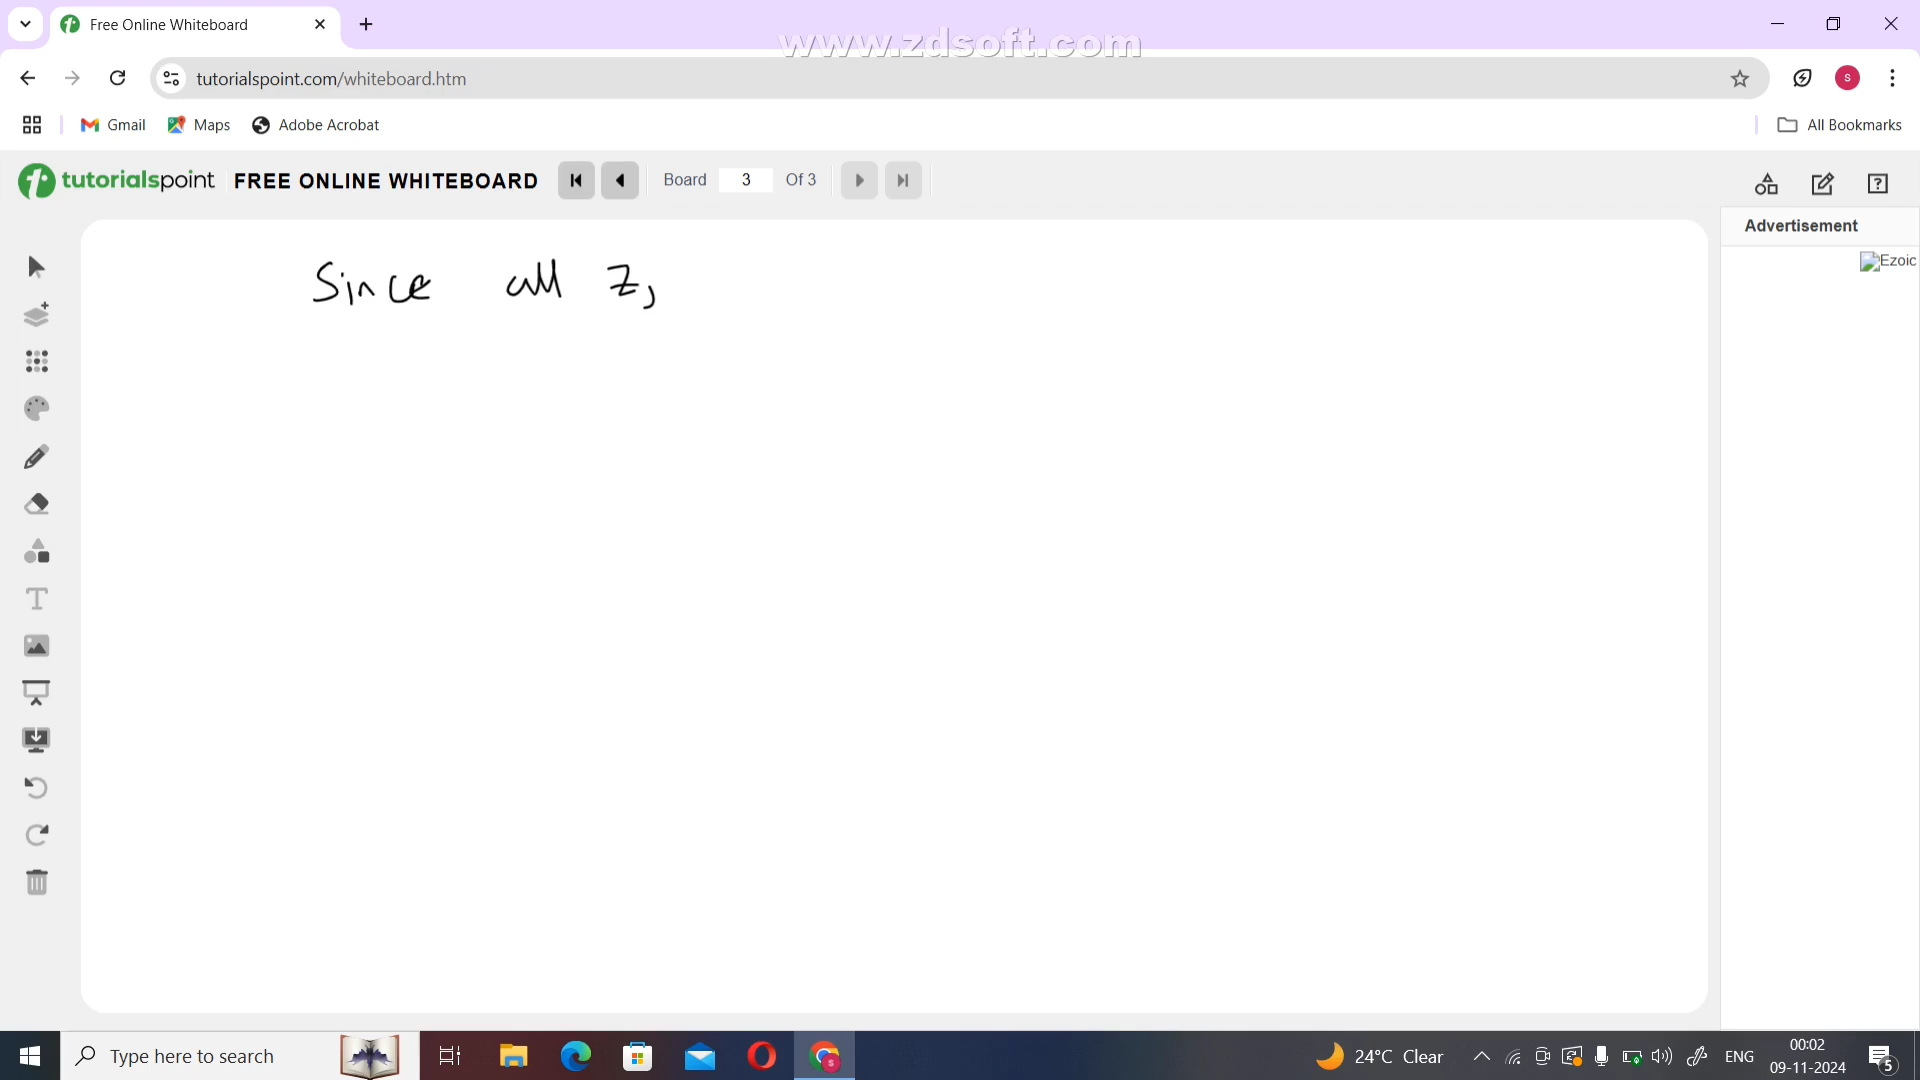 Free Online Whiteboard
www.zdsoft.com
tutorialspoint.com/whiteboard.htm
S
Gmail
Maps
Adobe Acrobat
All Bookmarks
tutorialspoint FREE ONLINE WHITEBOARD
Board 3 Of 3
Advertisement
Ezoic
Since all Z,
T
Type here to search
24°C Clear
ENG
00:02
09-11-2024
5